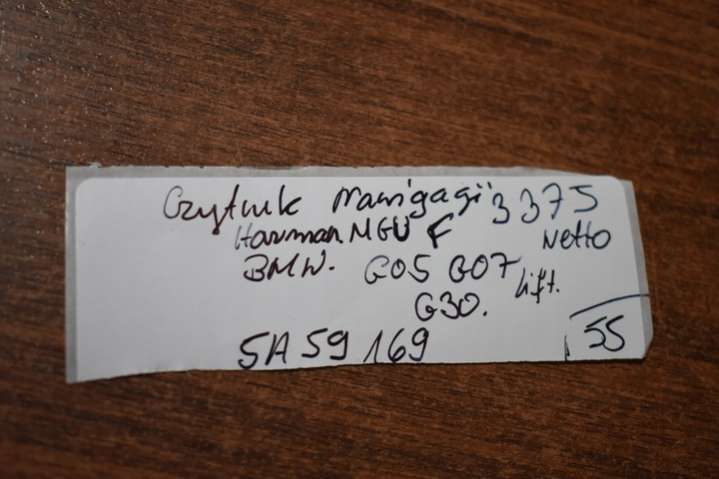 Czytnik Nawigacji 3375
Harman MGU F Netto
BMW. G05 G07 lift.
G30.
5A59169
55